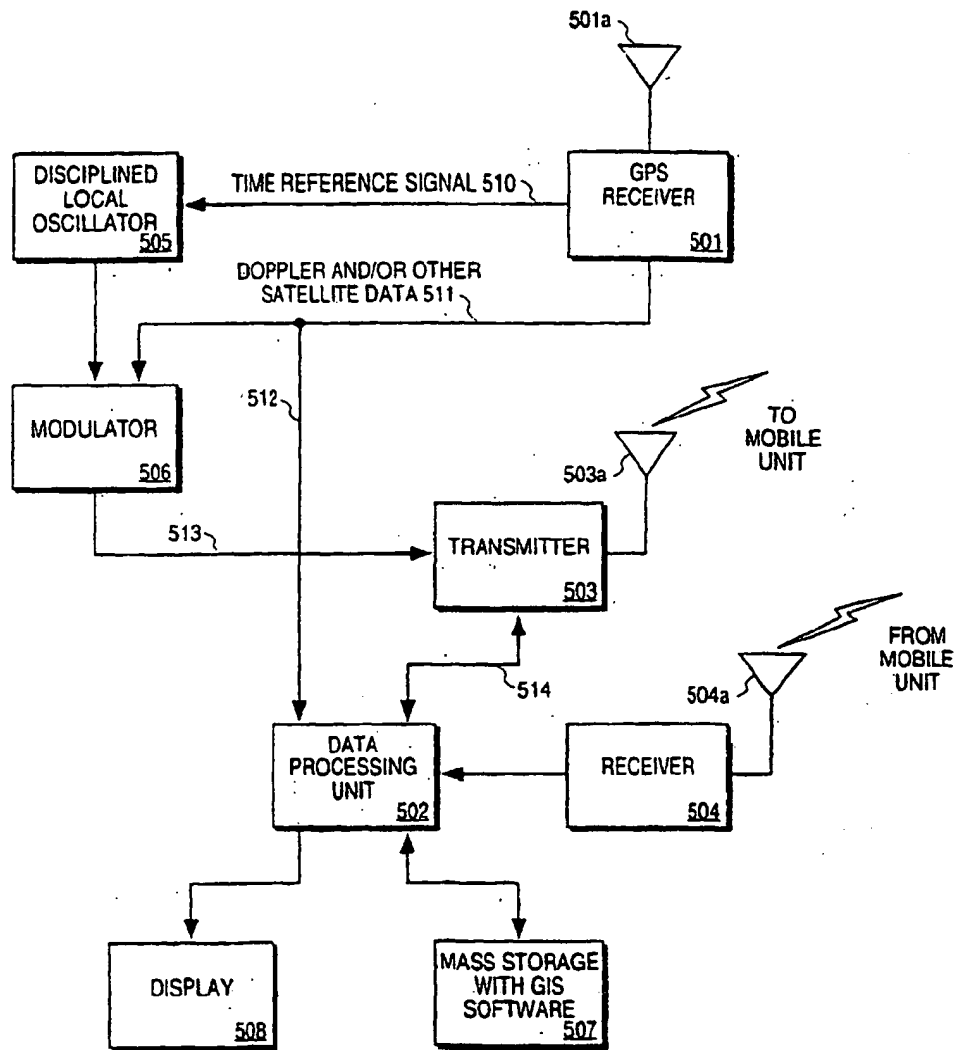 501a
DISCIPLINED
LOCAL
OSCILLATOR
505
TIME REFERENCE SIGNAL 510
GPS
RECEIVER
501
DOPPLER AND/OR OTHER
SATELLITE DATA 511
MODULATOR
506
512
TO
MOBILE
UNIT
503a
513
TRANSMITTER
503
FROM
MOBILE
UNIT
504a
514
DATA
PROCESSING
UNIT
502
RECEIVER
504
DISPLAY
508
MASS STORAGE
WITH GIS
SOFTWARE
507